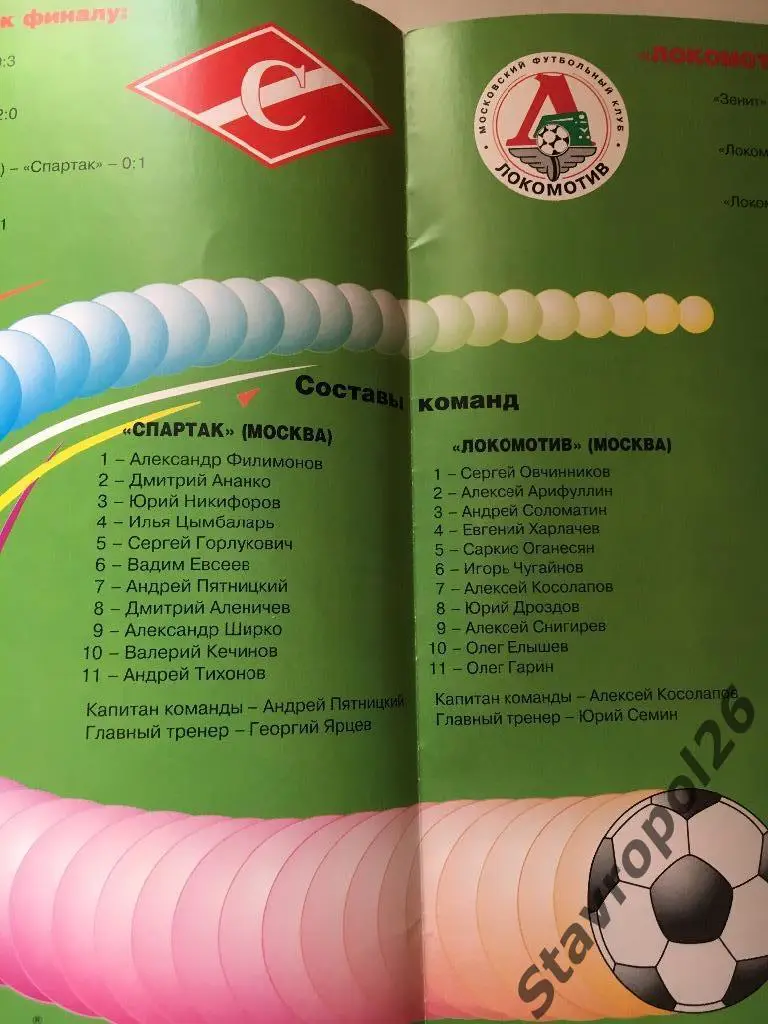 к финалу:
0:3
2:0
) – «Спартак» – 0:1
1
С
МОСКОВСКИЙ ФУТБОЛЬНЫЙ КЛУБ
Л
ЛОКОМОТИВ
«ЛОКОМОТ
«Зенит»
«Локом
«Локом
Составы команд
«СПАРТАК» (МОСКВА)
1 – Александр Филимонов
2 – Дмитрий Ананко
3 – Юрий Никифоров
4 – Илья Цымбаларь
5 – Сергей Горлукович
6 – Вадим Евсеев
7 – Андрей Пятницкий
8 – Дмитрий Аленичев
9 – Александр Ширко
10 – Валерий Кечинов
11 – Андрей Тихонов
Капитан команды – Андрей Пятницкий
Главный тренер – Георгий Ярцев
«ЛОКОМОТИВ» (МОСКВА)
1 – Сергей Овчинников
2 – Алексей Арифуллин
3 – Андрей Соломатин
4 – Евгений Харлачев
5 – Саркис Оганесян
6 – Игорь Чугайнов
7 – Алексей Косолапов
8 – Юрий Дроздов
9 – Алексей Снигирев
10 – Олег Елышев
11 – Олег Гарин
Капитан команды – Алексей Косолапов
Главный тренер – Юрий Семин
Stavropol26
®